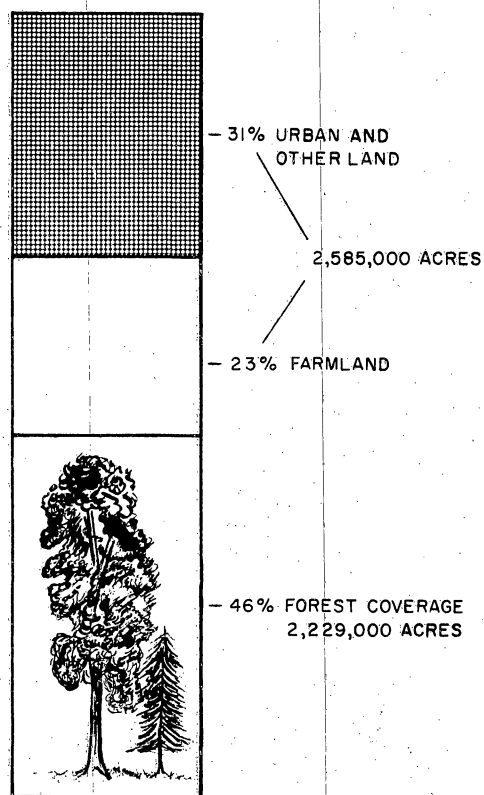 – 31% URBAN AND
OTHER LAND
2,585,000 ACRES
– 23% FARMLAND
– 46% FOREST COVERAGE
2,229,000 ACRES